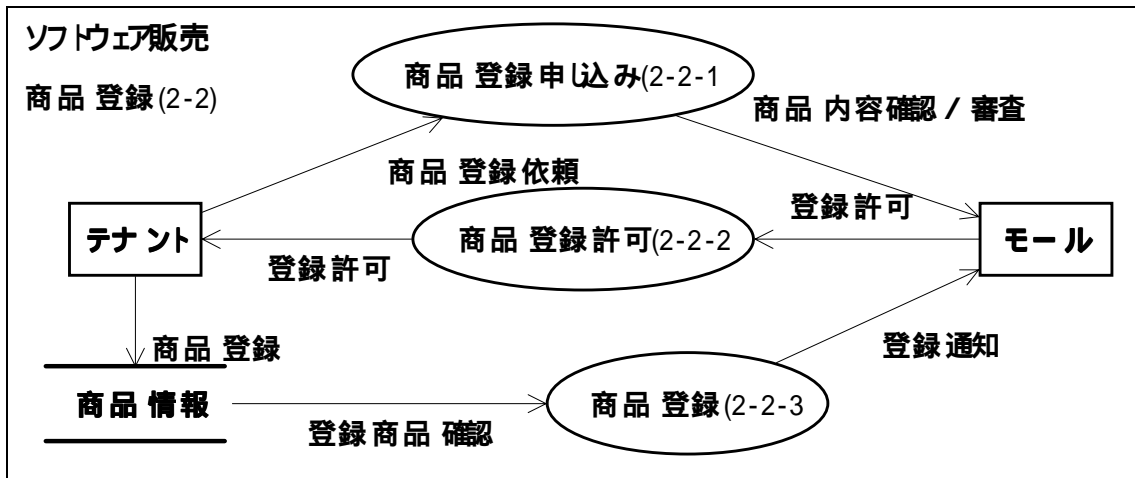 ソフトウェア販売
商品登録(2-2)
商品登録申し込み(2-2-1
商品内容確認/審査
商品登録依頼
登録許可
テナント
商品登録許可(2-2-2
モール
登録許可
商品登録
登録通知
商品情報
商品登録(2-2-3
登録商品確認